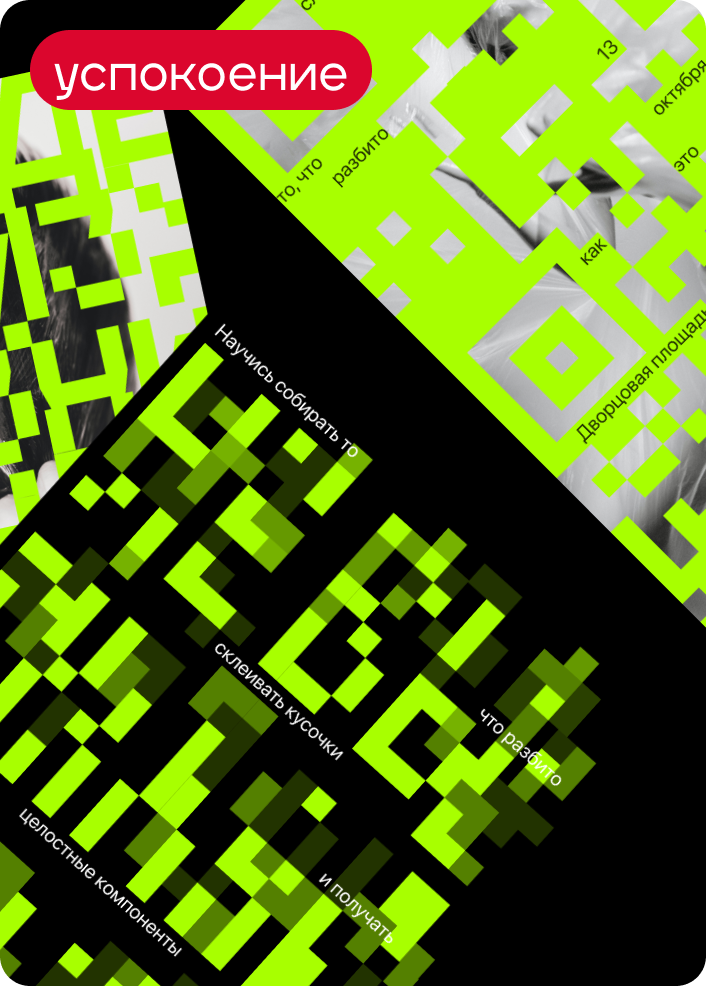 успокоение
то, что
разбито
13
октября
это
как
Дворцовая площадь
Научись собирать то
что разбито
склеивать кусочки
и получать
целостные компоненты